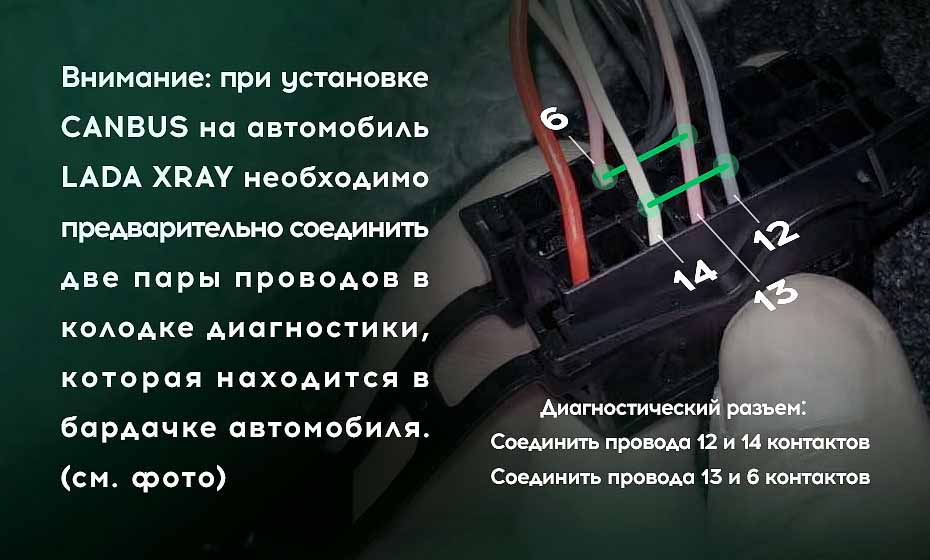 Внимание: при установке
CANBUS на автомобиль
LADA XRAY необходимо
предварительно соединить
две пары проводов в
колодке диагностики,
которая находится в
бардачке автомобиля.
(см. фото)
6
12
14
13
Диагностический разъем:
Соединить провода 12 и 14 контактов
Соединить провода 13 и 6 контактов